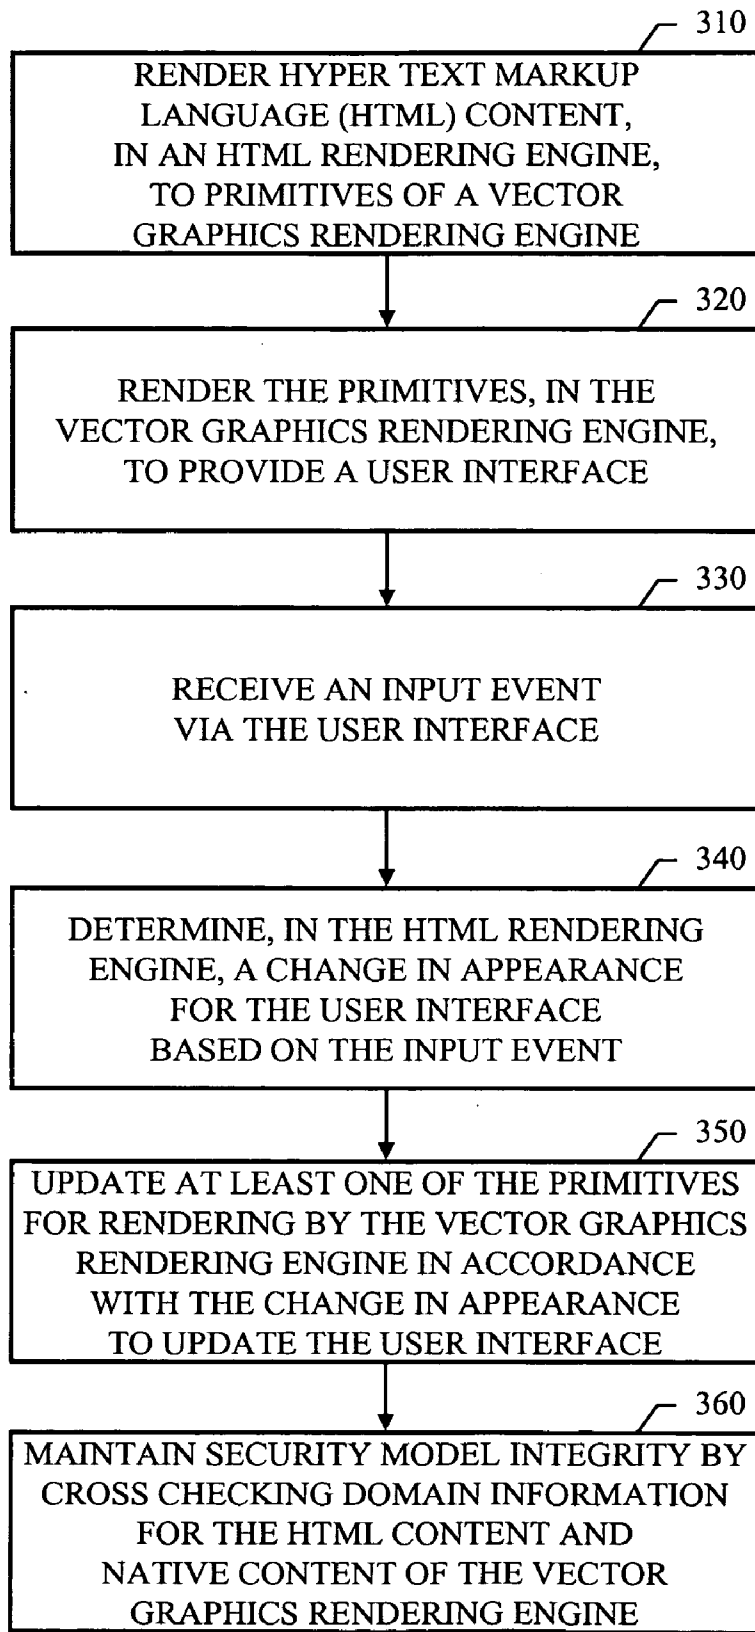 310
RENDER HYPER TEXT MARKUP
LANGUAGE (HTML) CONTENT,
IN AN HTML RENDERING ENGINE,
TO PRIMITIVES OF A VECTOR
GRAPHICS RENDERING ENGINE
320
RENDER THE PRIMITIVES, IN THE
VECTOR GRAPHICS RENDERING ENGINE,
TO PROVIDE A USER INTERFACE
330
RECEIVE AN INPUT EVENT
VIA THE USER INTERFACE
340
DETERMINE, IN THE HTML RENDERING
ENGINE, A CHANGE IN APPEARANCE
FOR THE USER INTERFACE
BASED ON THE INPUT EVENT
350
UPDATE AT LEAST ONE OF THE PRIMITIVES
FOR RENDERING BY THE VECTOR GRAPHICS
RENDERING ENGINE IN ACCORDANCE
WITH THE CHANGE IN APPEARANCE
TO UPDATE THE USER INTERFACE
360
MAINTAIN SECURITY MODEL INTEGRITY BY
CROSS CHECKING DOMAIN INFORMATION
FOR THE HTML CONTENT AND
NATIVE CONTENT OF THE VECTOR
GRAPHICS RENDERING ENGINE